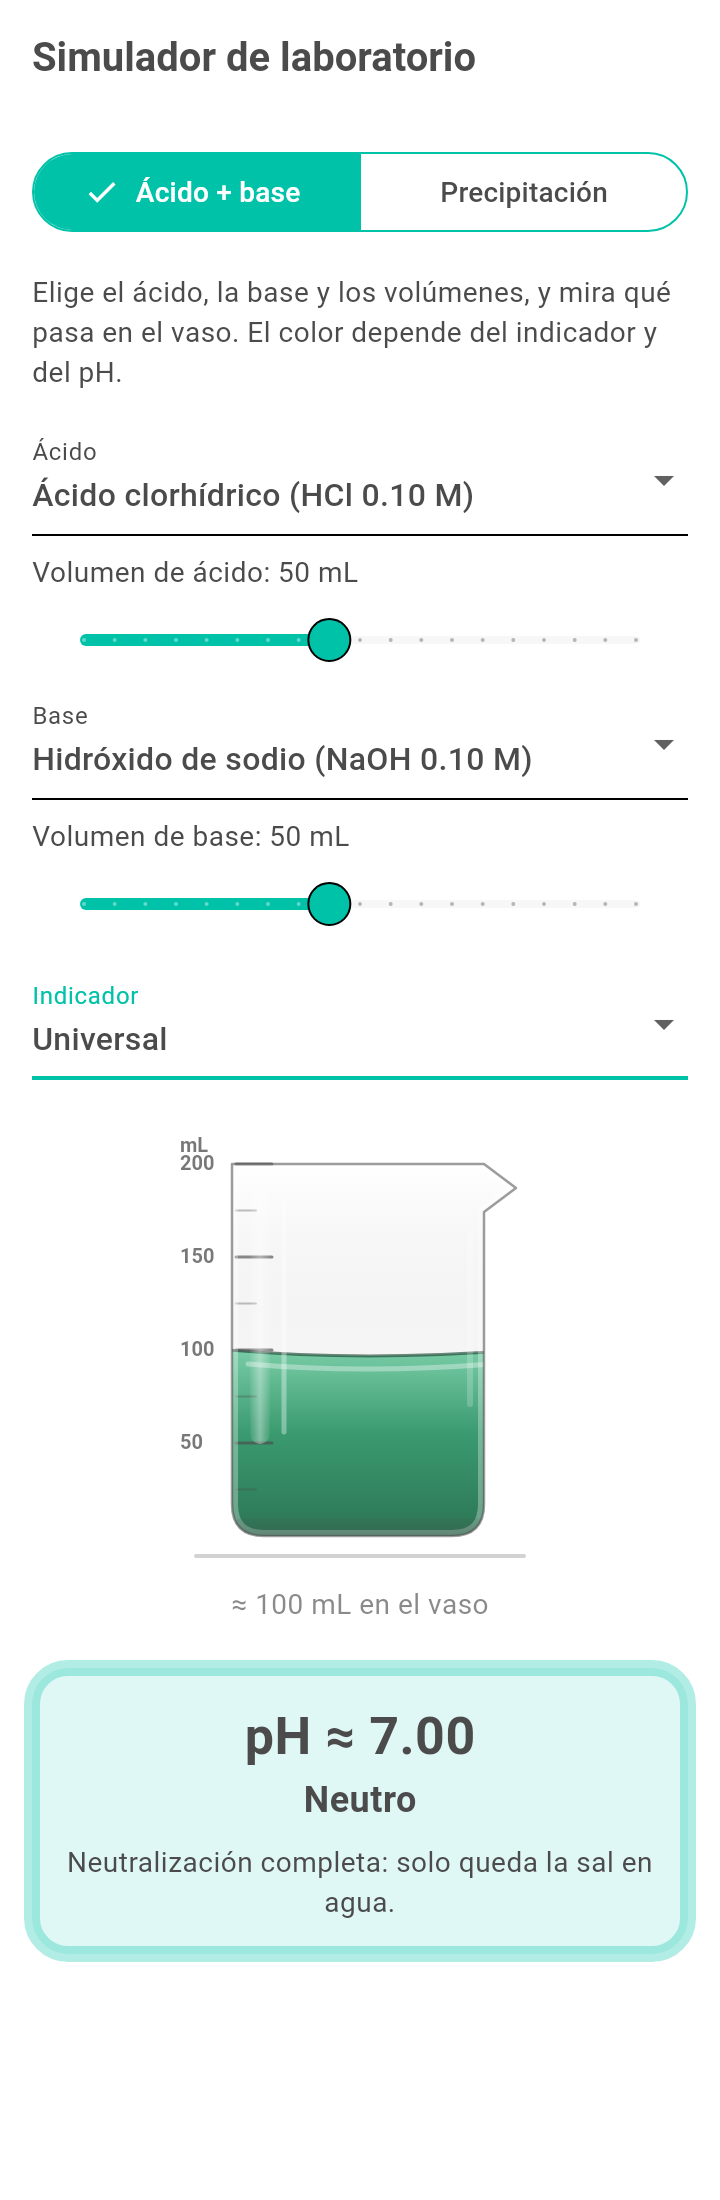 Simulador de laboratorio
Ácido + base
Precipitación
Elige el ácido, la base y los volúmenes, y mira qué
pasa en el vaso. El color depende del indicador y
del pH.
Ácido
Ácido clorhídrico (HCl 0.10 M)
Volumen de ácido: 50 mL
Base
Hidróxido de sodio (NaOH 0.10 M)
Volumen de base: 50 mL
Indicador
Universal
mL
200
150
100
50
≈ 100 mL en el vaso
pH ≈ 7.00
Neutro
Neutralización completa: solo queda la sal en
agua.